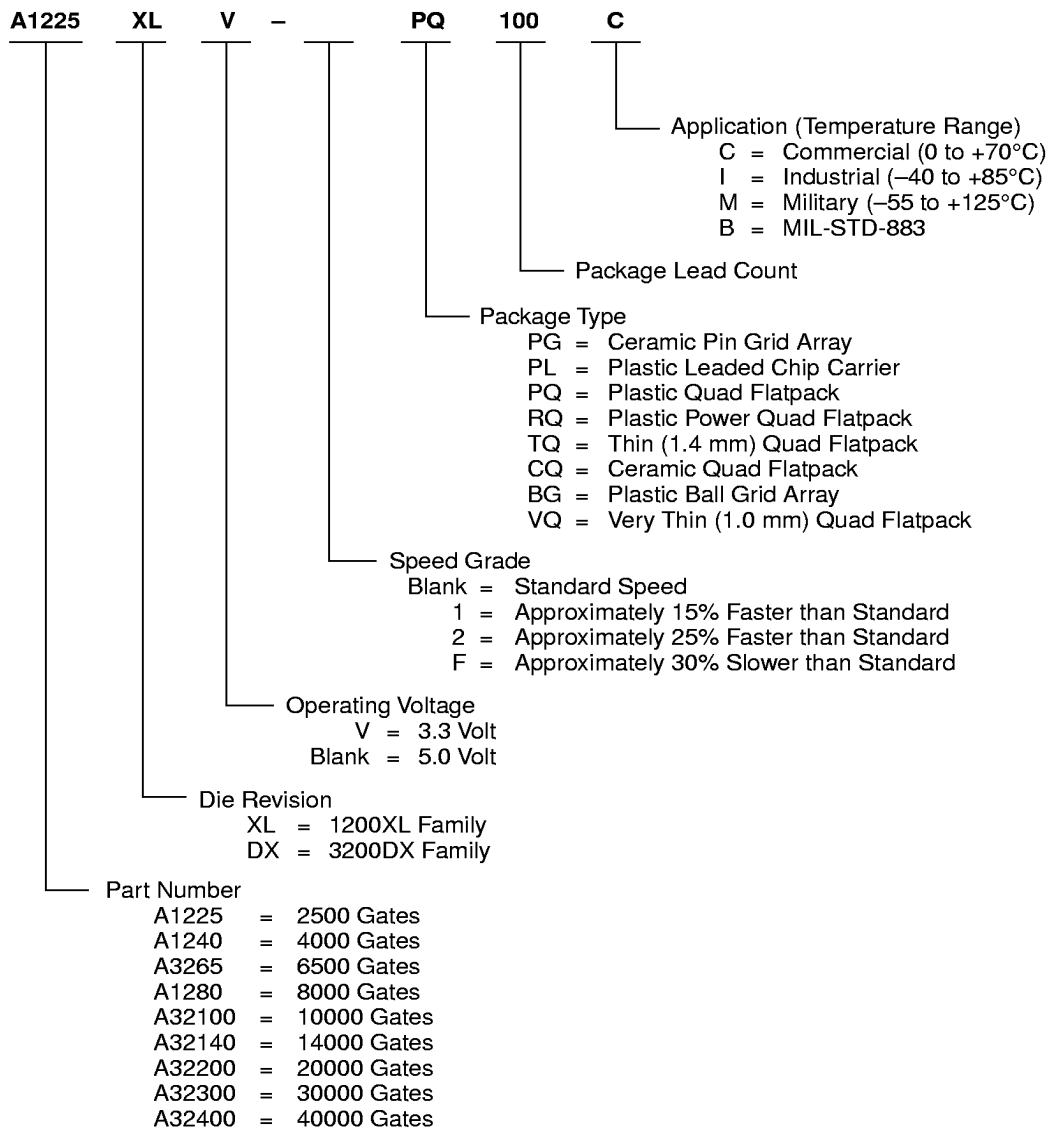 A1225 XL V – PQ 100 C
Application (Temperature Range)
C = Commercial (0 to +70°C)
I = Industrial (–40 to +85°C)
M = Military (–55 to +125°C)
B = MIL-STD-883
Package Lead Count
Package Type
PG = Ceramic Pin Grid Array
PL = Plastic Leaded Chip Carrier
PQ = Plastic Quad Flatpack
RQ = Plastic Power Quad Flatpack
TQ = Thin (1.4 mm) Quad Flatpack
CQ = Ceramic Quad Flatpack
BG = Plastic Ball Grid Array
VQ = Very Thin (1.0 mm) Quad Flatpack
Speed Grade
Blank = Standard Speed
1 = Approximately 15% Faster than Standard
2 = Approximately 25% Faster than Standard
F = Approximately 30% Slower than Standard
Operating Voltage
V = 3.3 Volt
Blank = 5.0 Volt
Die Revision
XL = 1200XL Family
DX = 3200DX Family
Part Number
A1225 = 2500 Gates
A1240 = 4000 Gates
A3265 = 6500 Gates
A1280 = 8000 Gates
A32100 = 10000 Gates
A32140 = 14000 Gates
A32200 = 20000 Gates
A32300 = 30000 Gates
A32400 = 40000 Gates